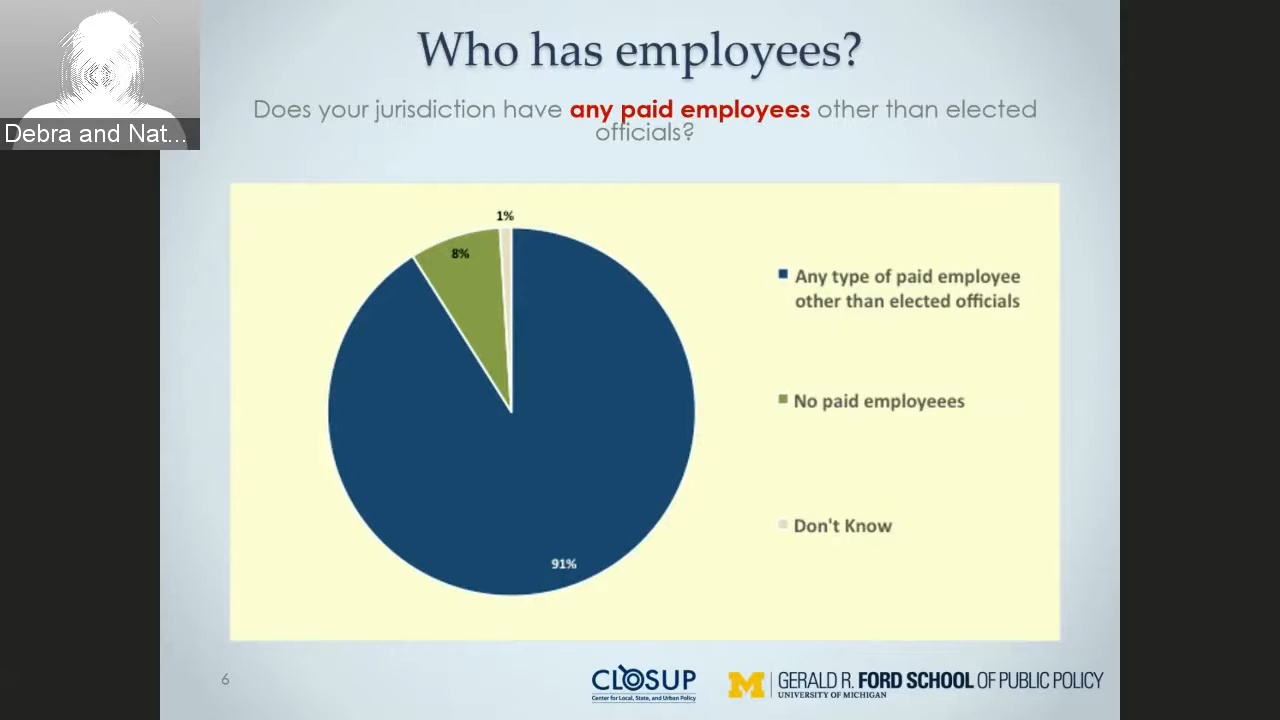 Who has employees?
Does your jurisdiction have any paid employees other than elected
officials?
Debra and Nat...
1%
8%
91%
Any type of paid employee
other than elected officials
No paid employeees
Don't Know
6
CLOSUP
Center for Local, State, and Urban Policy
M
GERALD R. FORD SCHOOL OF PUBLIC POLICY
UNIVERSITY OF MICHIGAN